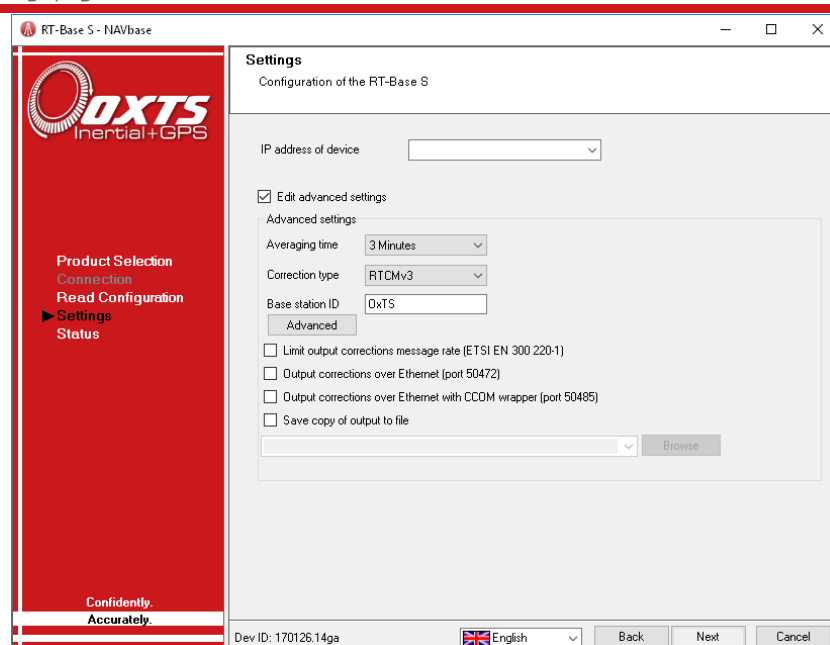 RT-Base S - NAVbase
Settings
Configuration of the RT-Base S
OXTS
Inertial+GPS
IP address of device
Edit advanced settings
Advanced settings
Averaging time 3 Minutes
Correction type RTCMv3
Base station ID OxTS
Advanced
Limit output corrections message rate (ETSI EN 300 220-1)
Output corrections over Ethernet (port 50472)
Output corrections over Ethernet with CCOM wrapper (port 50485)
Save copy of output to file
Browse
Product Selection
Connection
Read Configuration
Settings
Status
Confidently.
Accurately.
Dev ID: 170126.14ga English Back Next Cancel